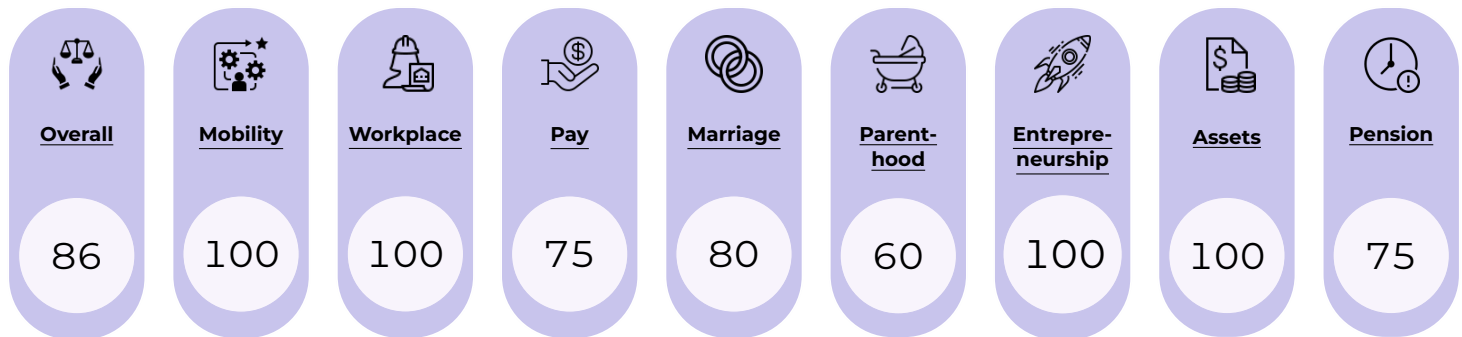 Overall
86
Mobility
100
Workplace
100
Pay
75
Marriage
80
Parent-
hood
60
Entrepre-
neurship
100
Assets
100
Pension
75